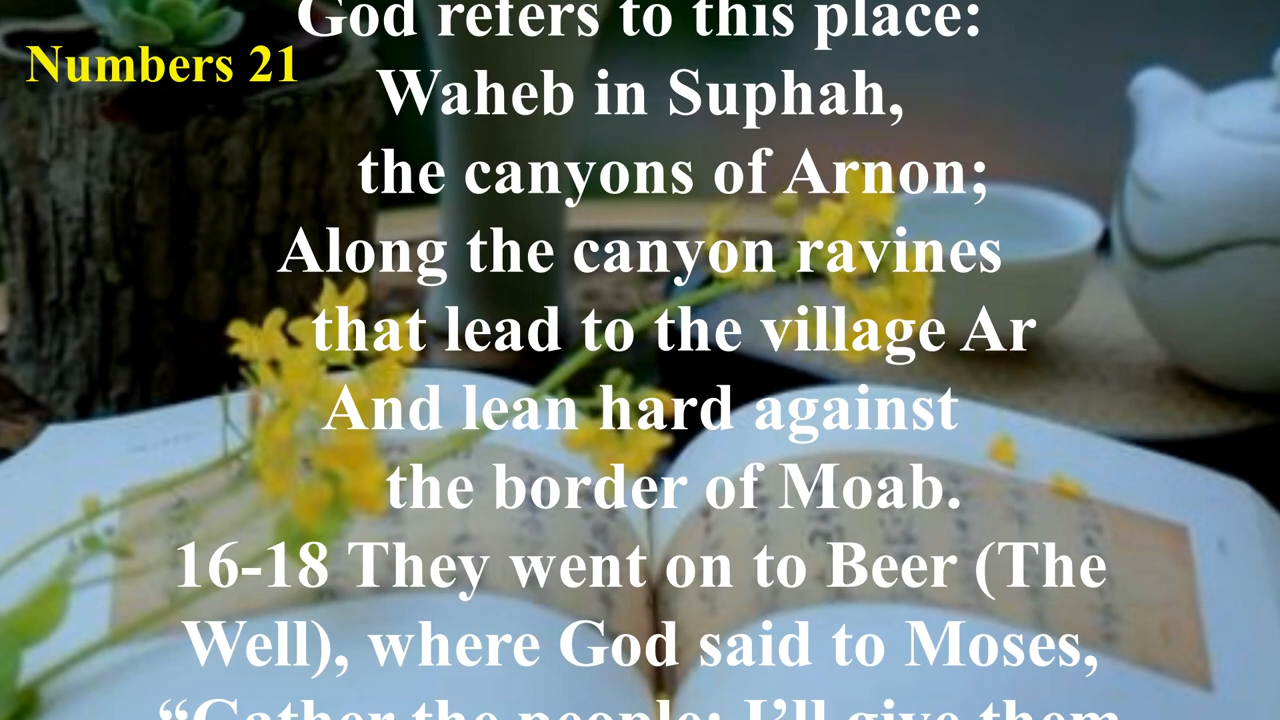 God refers to this place:
Numbers 21
Waheb in Suphah,
the canyons of Arnon;
Along the canyon ravines
that lead to the village Ar
And lean hard against
the border of Moab.
16-18 They went on to Beer (The
Well), where God said to Moses,
“Gather the people; I’ll give them